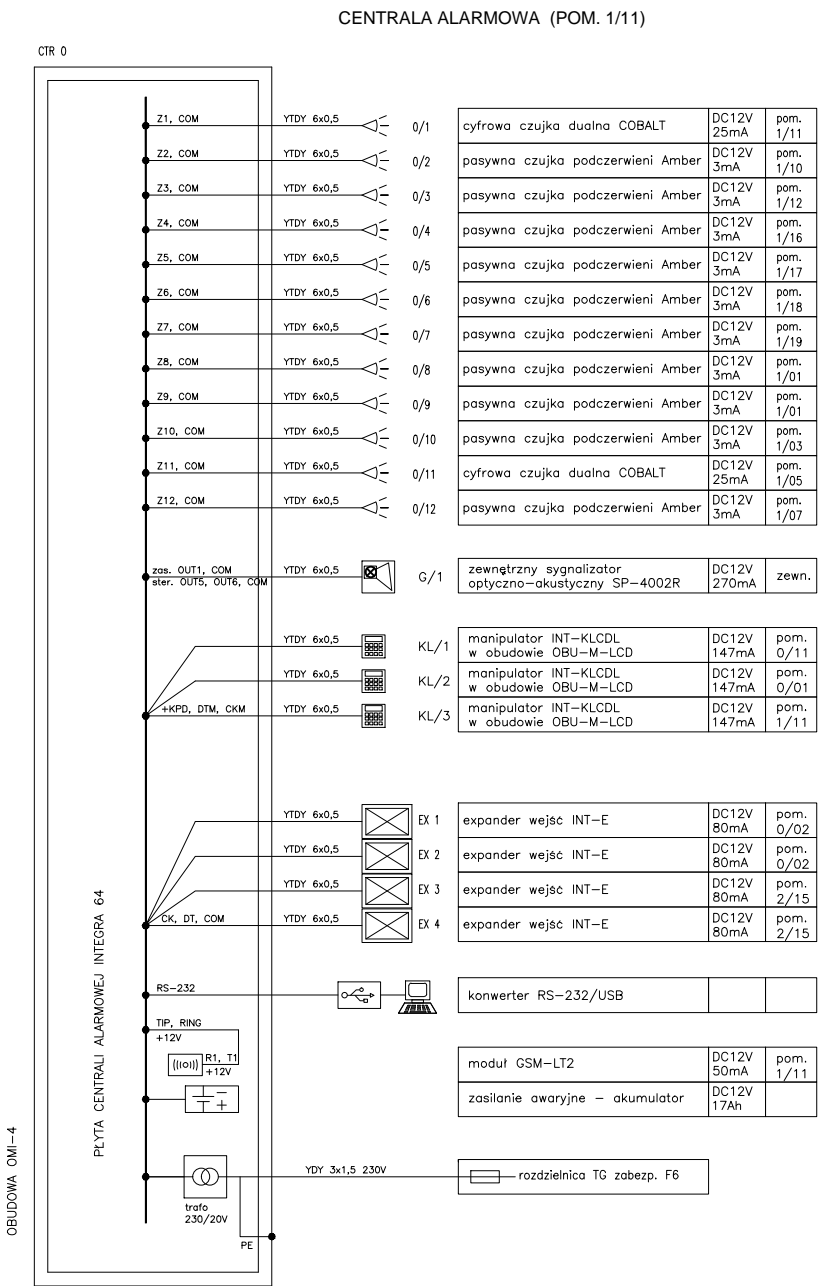 CENTRALA ALARMOWA (POM. 1/11)
CTR 0
Z1, COM YTDY 6x0,5 0/1 cyfrowa czujka dualna COBALT DC12V 25mA pom. 1/11
Z2, COM YTDY 6x0,5 0/2 pasywna czujka podczerwieni Amber DC12V 3mA pom. 1/10
Z3, COM YTDY 6x0,5 0/3 pasywna czujka podczerwieni Amber DC12V 3mA pom. 1/12
Z4, COM YTDY 6x0,5 0/4 pasywna czujka podczerwieni Amber DC12V 3mA pom. 1/16
Z5, COM YTDY 6x0,5 0/5 pasywna czujka podczerwieni Amber DC12V 3mA pom. 1/17
Z6, COM YTDY 6x0,5 0/6 pasywna czujka podczerwieni Amber DC12V 3mA pom. 1/18
Z7, COM YTDY 6x0,5 0/7 pasywna czujka podczerwieni Amber DC12V 3mA pom. 1/19
Z8, COM YTDY 6x0,5 0/8 pasywna czujka podczerwieni Amber DC12V 3mA pom. 1/01
Z9, COM YTDY 6x0,5 0/9 pasywna czujka podczerwieni Amber DC12V 3mA pom. 1/01
Z10, COM YTDY 6x0,5 0/10 pasywna czujka podczerwieni Amber DC12V 3mA pom. 1/03
Z11, COM YTDY 6x0,5 0/11 cyfrowa czujka dualna COBALT DC12V 25mA pom. 1/05
Z12, COM YTDY 6x0,5 0/12 pasywna czujka podczerwieni Amber DC12V 3mA pom. 1/07
zas. OUT1, COM YTDY 6x0,5 G/1 zewnętrzny sygnalizator DC12V zewn.
ster. OUT5, OUT6, COM optyczno-akustyczny SP-4002R 270mA
YTDY 6x0,5 KL/1 manipulator INT-KLCDL DC12V pom.
w obudowie OBU-M-LCD 147mA 0/11
YTDY 6x0,5 KL/2 manipulator INT-KLCDL DC12V pom.
w obudowie OBU-M-LCD 147mA 0/01
+KPD, DTM, CKM YTDY 6x0,5 KL/3 manipulator INT-KLCDL DC12V pom.
w obudowie OBU-M-LCD 147mA 1/11
YTDY 6x0,5 EX 1 expander wejść INT-E DC12V 80mA pom. 0/02
YTDY 6x0,5 EX 2 expander wejść INT-E DC12V 80mA pom. 0/02
YTDY 6x0,5 EX 3 expander wejść INT-E DC12V 80mA pom. 2/15
CK, DT, COM YTDY 6x0,5 EX 4 expander wejść INT-E DC12V 80mA pom. 2/15
RS-232 konwerter RS-232/USB
TIP, RING
+12V
R1, T1
+12V
moduł GSM-LT2 DC12V 50mA pom. 1/11
zasilanie awaryjne - akumulator DC12V 17Ah
YDY 3x1,5 230V rozdzielnica TG zabezp. F6
trafo
230/20V
PE
PŁYTA CENTRALI ALARMOWEJ INTEGRA 64
OBUDOWA OMI-4